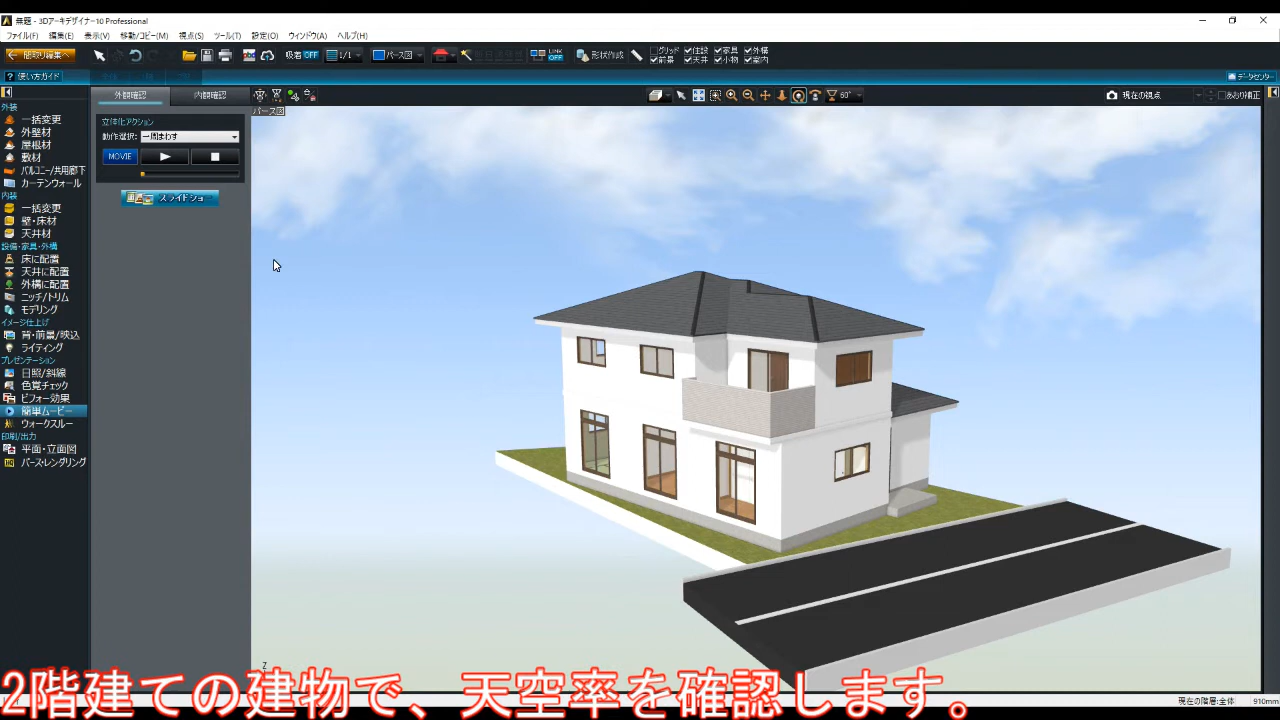 無題 - 3Dアーキデザイナー10 Professional
ファイル(F) 編集(E) 表示(V) 移動/コピー(M) 視点(S) ツール(T) 設定(O) ウィンドウ(A) ヘルプ(H)
間取り編集へ 吸着 OFF 1/1 パース図 LINK OFF 形状作成 グリッド 住設 家具 外構
前景 天井 小物 室内
使い方ガイド データセンター
外観確認 内観確認 60° 現在の視点 あおり補正
パース図
外装
一括変更
外壁材
屋根材
敷材
バルコニー/共用廊下
カーテンウォール
内装
一括変更
壁・床材
天井材
設備・家具・外構
床に配置
天井に配置
外構に配置
ニッチ/トリム
モデリング
イメージ仕上げ
背・前景/映込
ライティング
プレゼンテーション
日照/斜線
色覚チェック
ビフォー効果
簡単ムービー
ウォークスルー
印刷/出力
平面・立面図
パース・レンダリング
立体化アクション
動作選択: 一周まわす
MOVIE
スライドショー
Z
2階建ての建物で、天空率を確認します。
現在の階層:全体 910mm